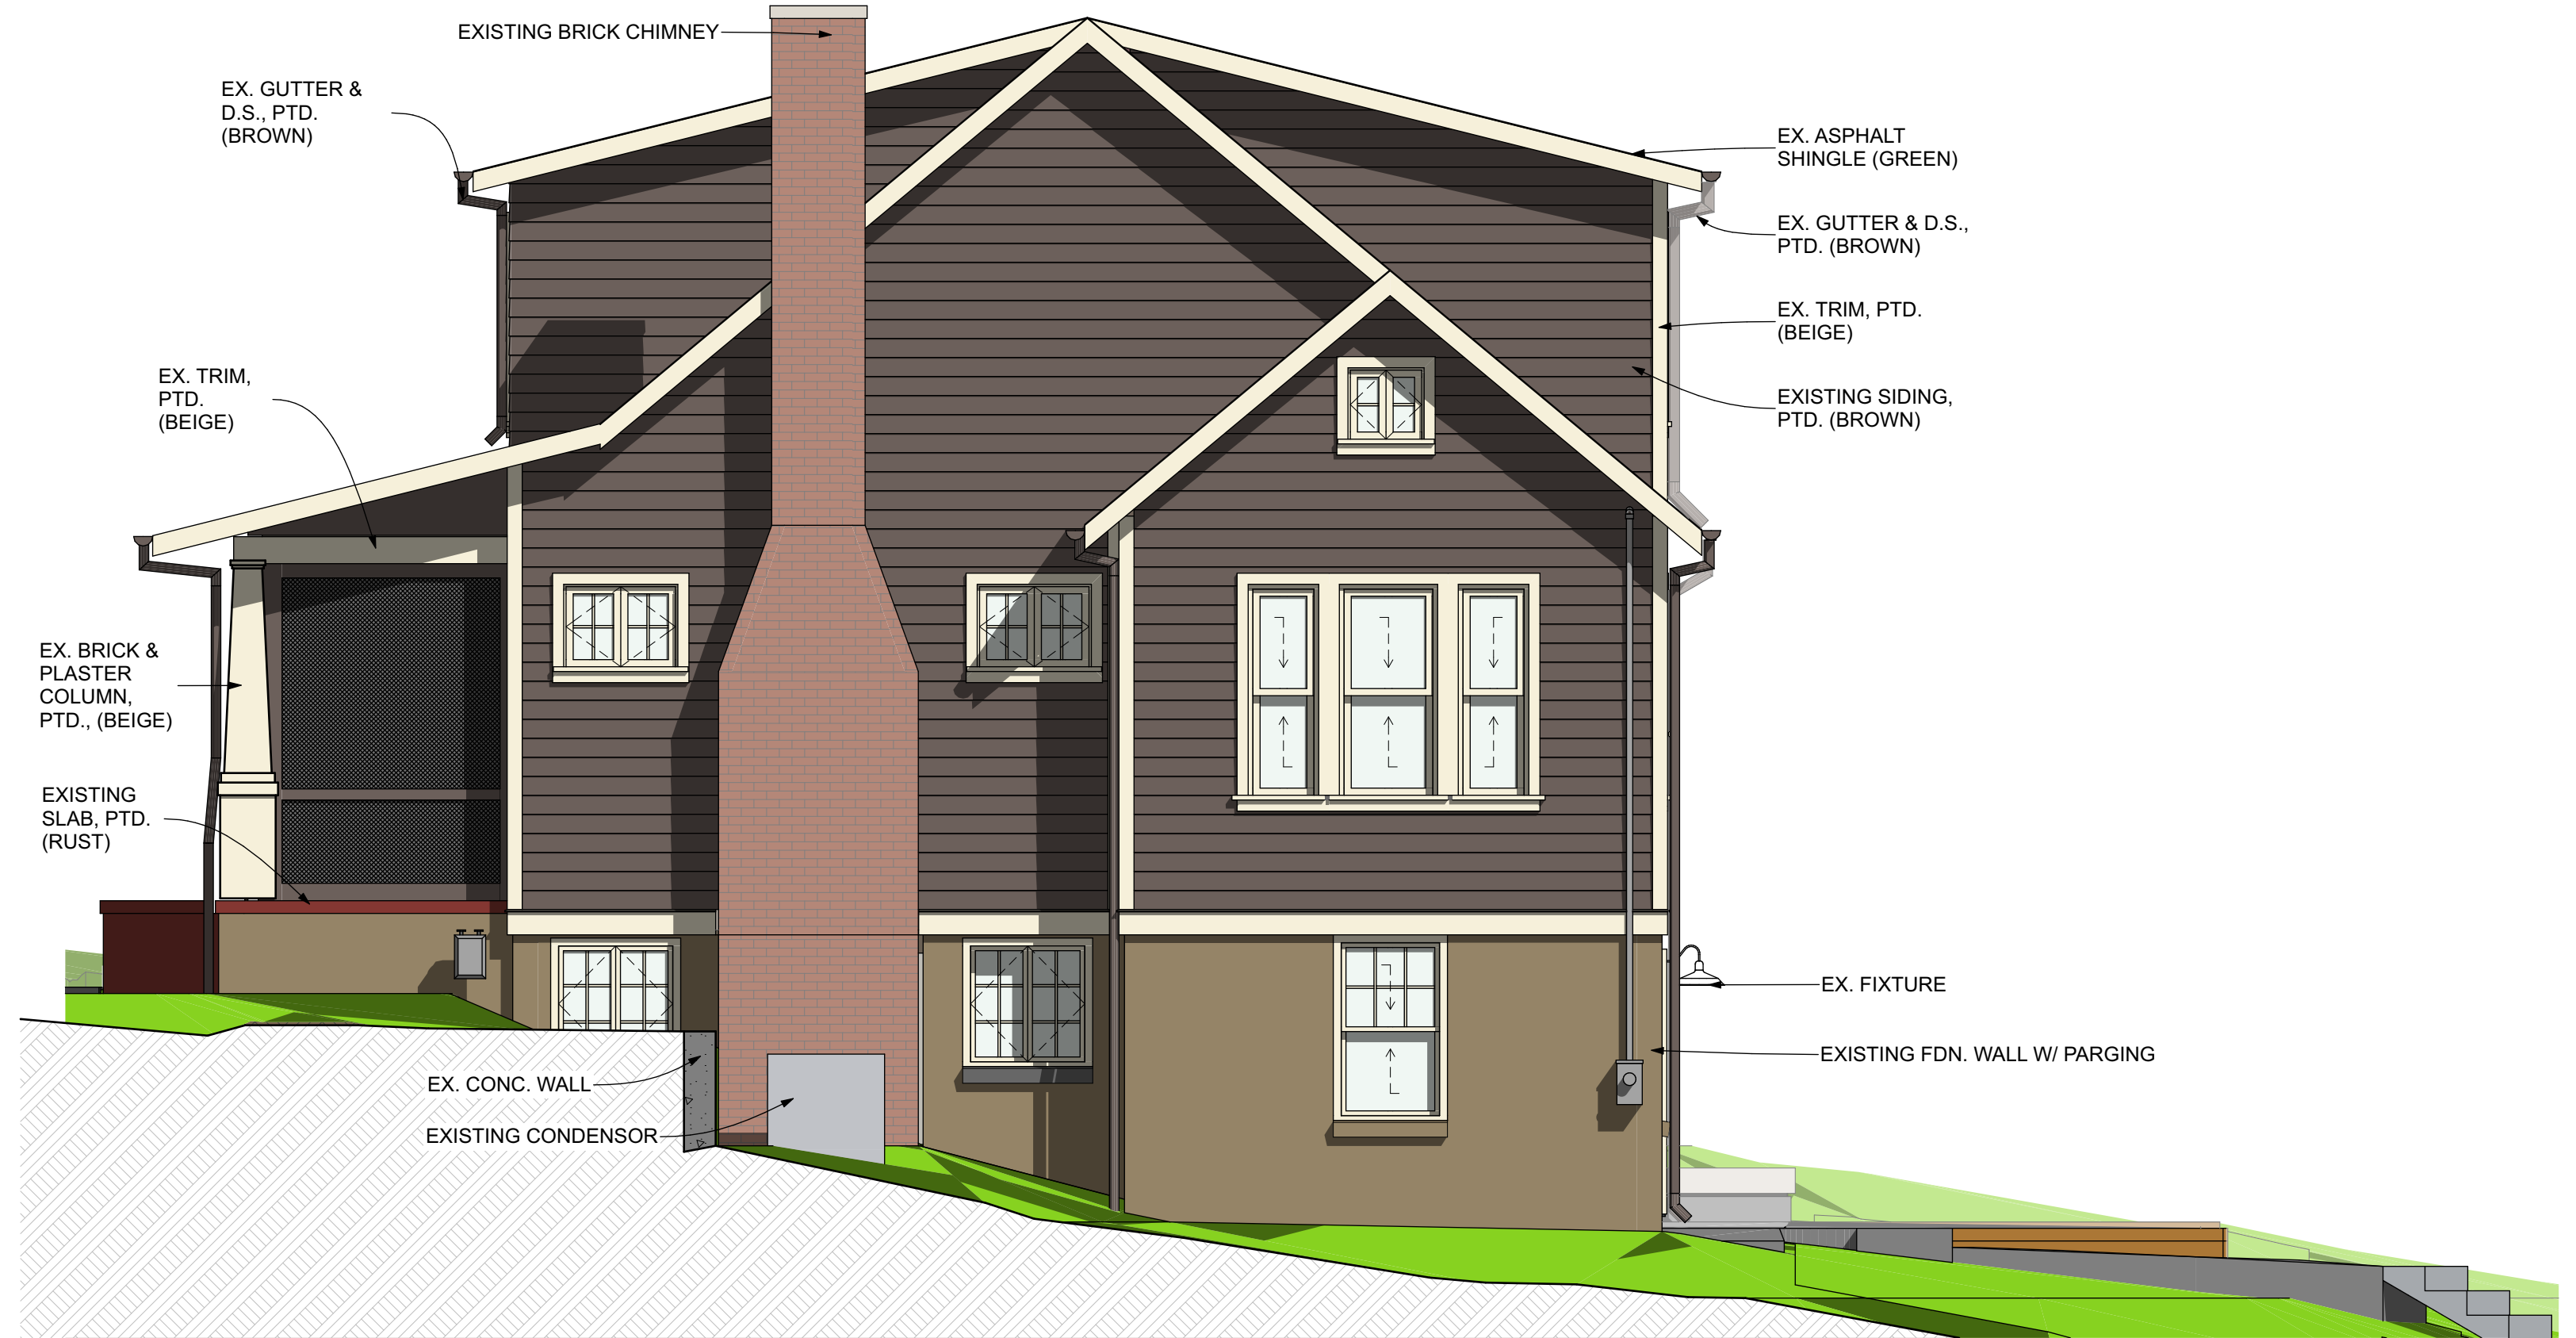 EXISTING BRICK CHIMNEY
EX. GUTTER &
D.S., PTD.
(BROWN)
EX. ASPHALT
SHINGLE (GREEN)
EX. GUTTER & D.S.,
PTD. (BROWN)
EX. TRIM, PTD.
(BEIGE)
EX. TRIM,
PTD.
(BEIGE)
EXISTING SIDING,
PTD. (BROWN)
EX. BRICK &
PLASTER
COLUMN,
PTD., (BEIGE)
EXISTING
SLAB, PTD.
(RUST)
EX. FIXTURE
EXISTING FDN. WALL W/ PARGING
EX. CONC. WALL
EXISTING CONDENSOR